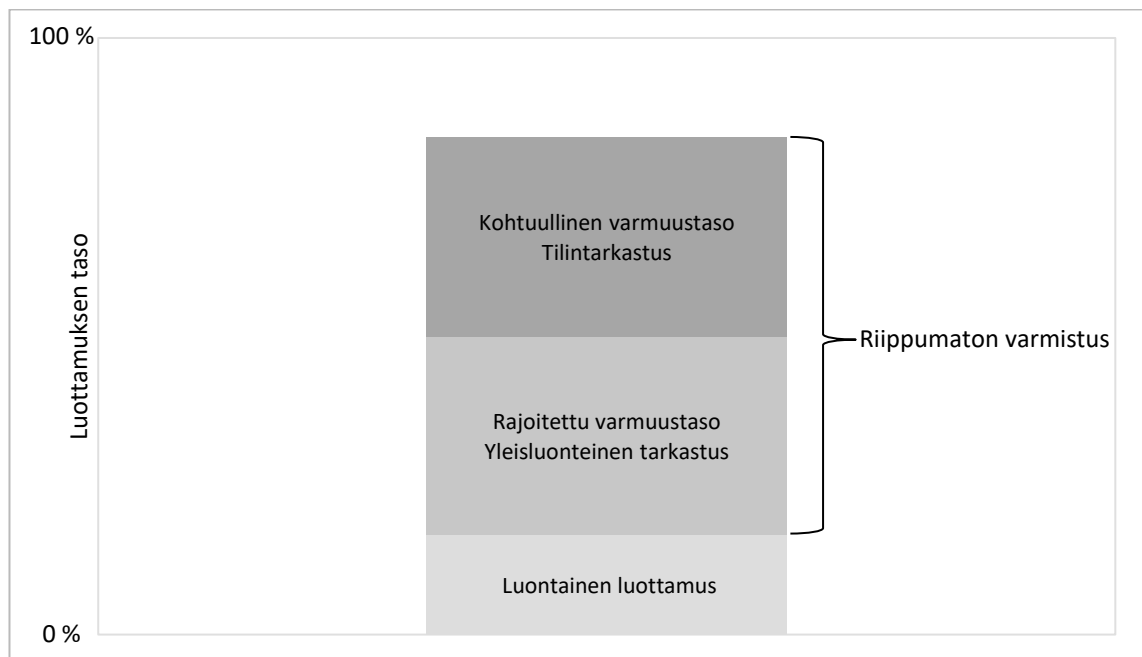 100 %
Luottamuksen taso
Kohtuullinen varmuustaso
Tilintarkastus
Riippumaton varmistus
Rajoitettu varmuustaso
Yleisluonteinen tarkastus
Luontainen luottamus
0 %